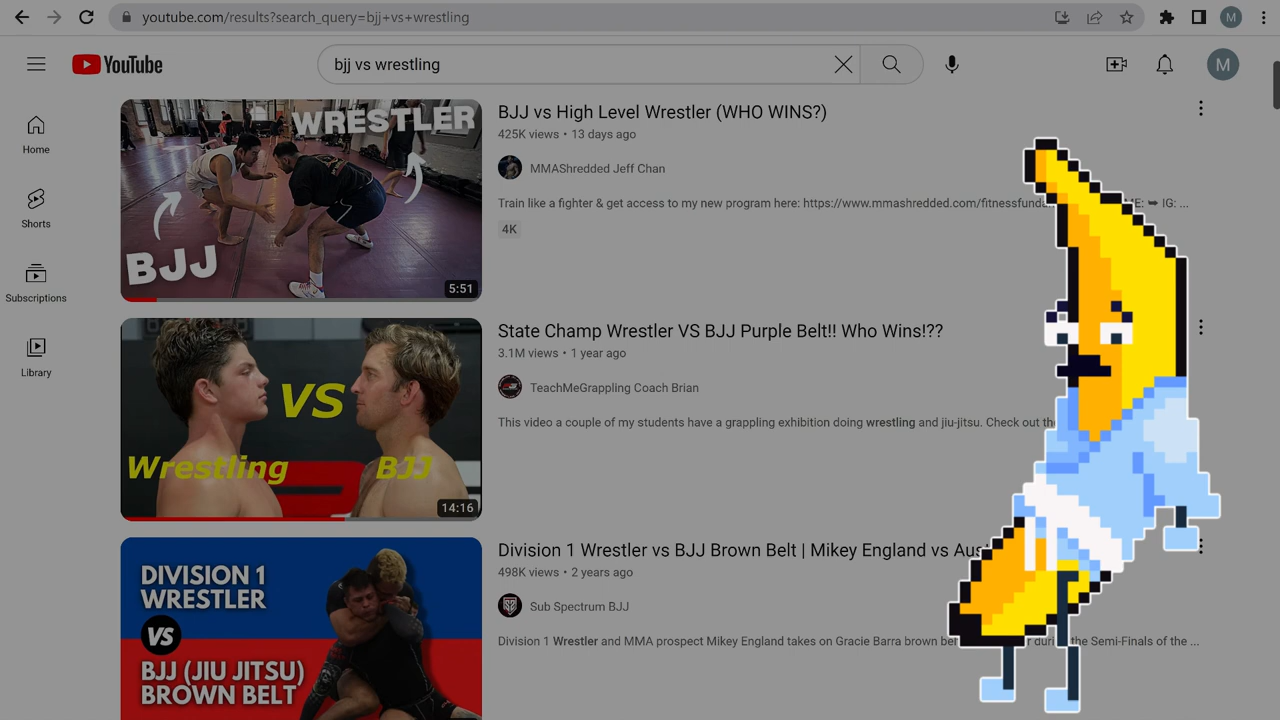 youtube.com/results?search_query=bjj+vs+wrestling
M
YouTube
bjj vs wrestling
M
Home
Shorts
Subscriptions
Library
WRESTLER
BJJ
5:51
BJJ vs High Level Wrestler (WHO WINS?)
425K views • 13 days ago
MMAShredded Jeff Chan
Train like a fighter & get access to my new program here: https://www.mmashredded.com/fitnessfunda ME: ➡ IG: ...
4K
VS
Wrestling
BJJ
14:16
State Champ Wrestler VS BJJ Purple Belt!! Who Wins!??
3.1M views • 1 year ago
TeachMeGrappling Coach Brian
This video a couple of my students have a grappling exhibition doing wrestling and jiu-jitsu. Check out
DIVISION 1
WRESTLER
VS
BJJ (JIU JITSU)
BROWN BELT
Division 1 Wrestler vs BJJ Brown Belt | Mikey England vs Aus
498K views • 2 years ago
Sub Spectrum BJJ
Division 1 Wrestler and MMA prospect Mikey England takes on Gracie Barra brown the Semi-Finals of the ...